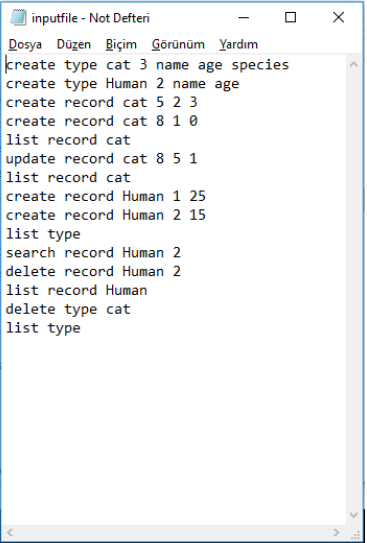 inputfile - Not Defteri
Dosya Düzen Biçim Görünüm Yardım
create type cat 3 name age species
create type Human 2 name age
create record cat 5 2 3
create record cat 8 1 0
list record cat
update record cat 8 5 1
list record cat
create record Human 1 25
create record Human 2 15
list type
search record Human 2
delete record Human 2
list record Human
delete type cat
list type